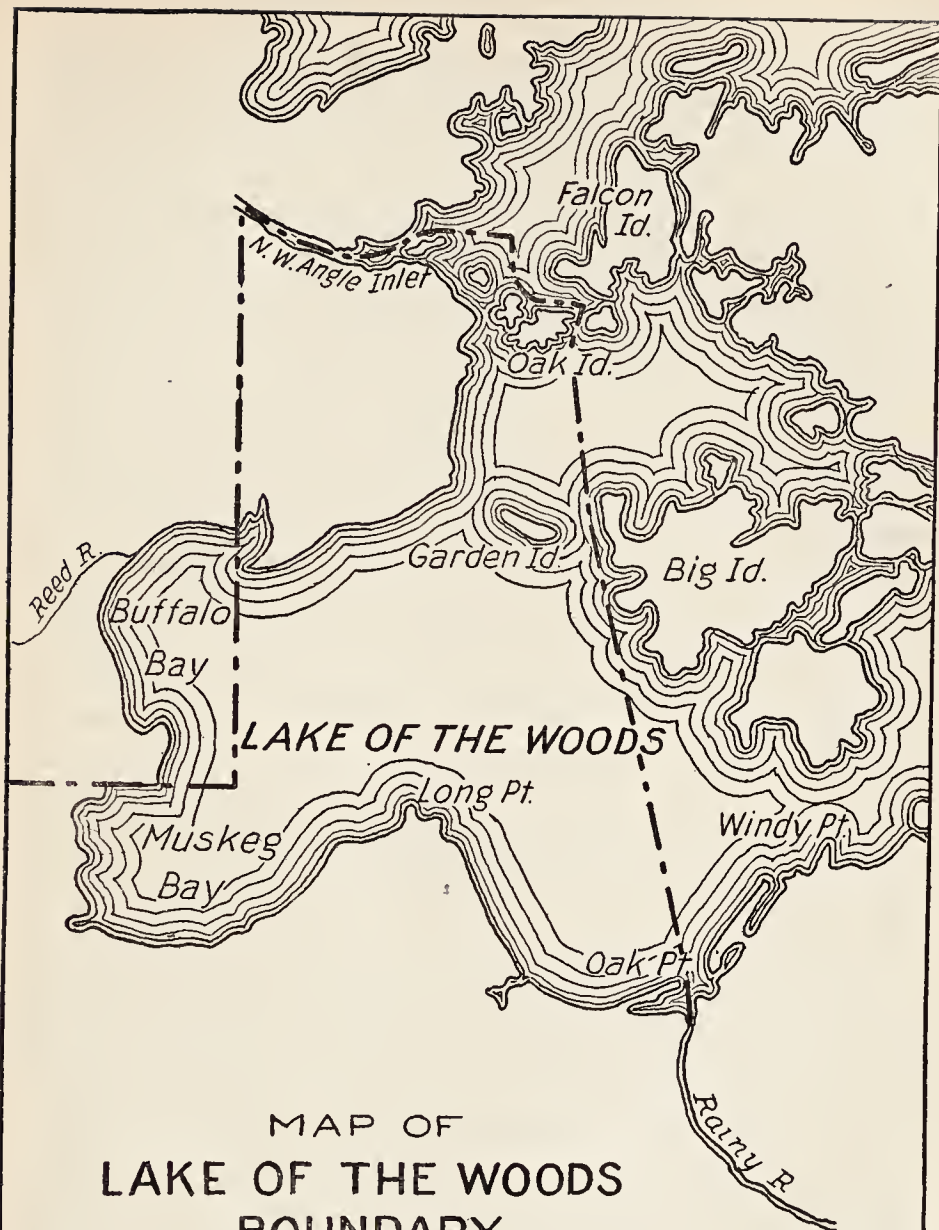 Falcon
Id.
N. W. Angle Inlet
Oak Id.
Reed R.
Garden Id.
Big Id.
Buffalo
Bay
LAKE OF THE WOODS
Long Pt.
Windy Pt.
Muskeg
Bay
Oak Pt.
Rainy R
MAP OF
LAKE OF THE WOODS
BOUNDARY